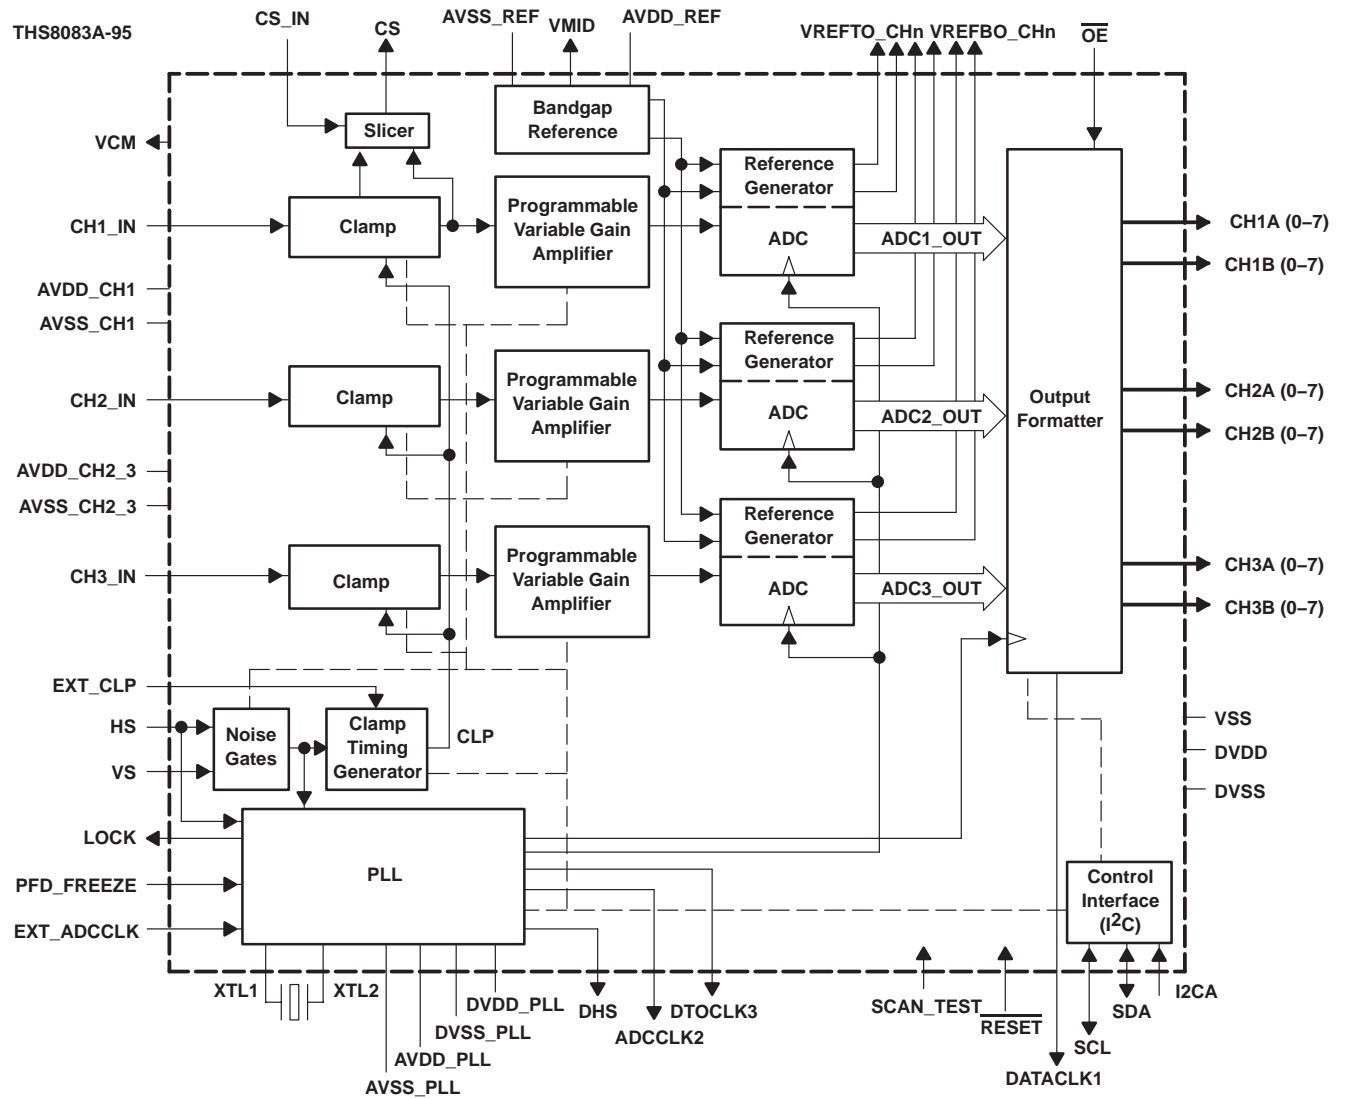 THS8083A-95
CS_IN
CS
AVSS_REF
VMID
AVDD_REF
VREFTO_CHn
VREFBO_CHn
OE
VCM
Slicer
Bandgap
Reference
Reference
Generator
CH1_IN
Clamp
Programmable
Variable Gain
Amplifier
ADC
ADC1_OUT
CH1A (0–7)
CH1B (0–7)
AVDD_CH1
AVSS_CH1
Reference
Generator
CH2_IN
Clamp
Programmable
Variable Gain
Amplifier
ADC
ADC2_OUT
Output
Formatter
CH2A (0–7)
CH2B (0–7)
AVDD_CH2_3
AVSS_CH2_3
Reference
Generator
CH3_IN
Clamp
Programmable
Variable Gain
Amplifier
ADC
ADC3_OUT
CH3A (0–7)
CH3B (0–7)
EXT_CLP
HS
VS
Noise
Gates
Clamp
Timing
Generator
CLP
VSS
DVDD
DVSS
LOCK
PFD_FREEZE
EXT_ADCCLK
PLL
Control
Interface
(I2C)
XTL1
XTL2
DVDD_PLL
DVSS_PLL
AVDD_PLL
AVSS_PLL
DHS
ADCCLK2
DTOCLK3
SCAN_TEST
RESET
DATACLK1
SCL
SDA
I2CA